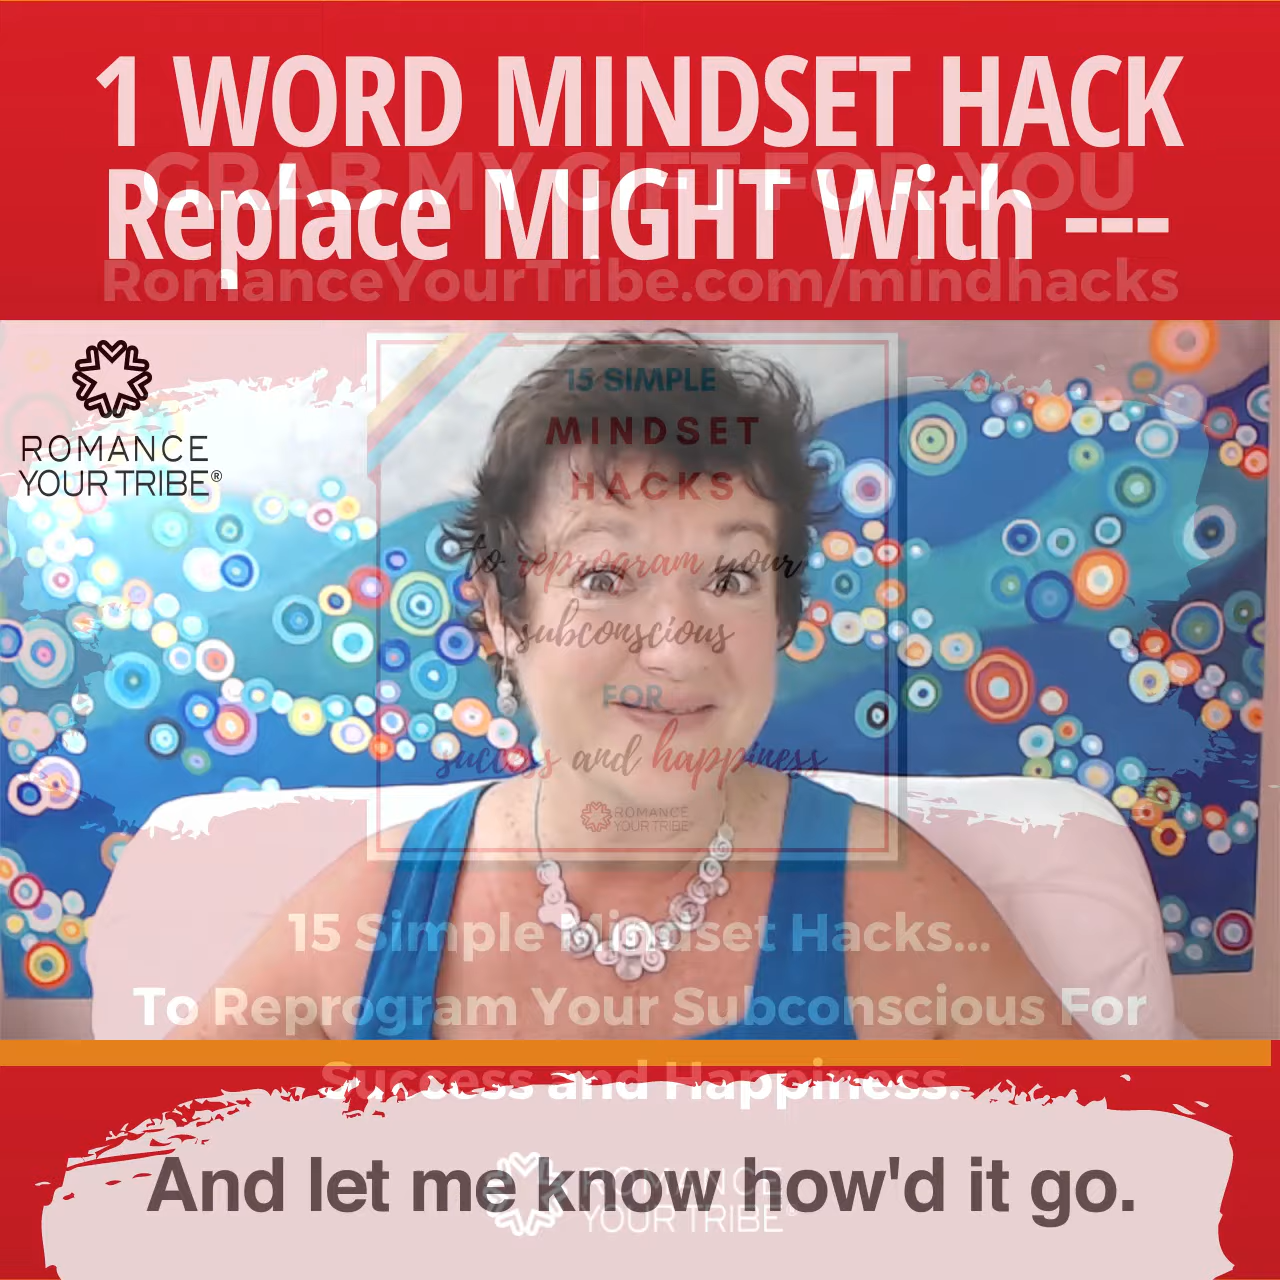 1 WORD MINDSET HACK
GRAB MY GIFT FOR YOU
Replace MIGHT With ---
RomanceYourTribe.com/mindhacks
ROMANCE
YOUR TRIBE®
15 SIMPLE
MINDSET
HACKS
to reprogram your
subconscious
FOR
success and happiness
ROMANCE
YOUR TRIBE®
15 Simple Mindset Hacks...
To Reprogram Your Subconscious For
Success and Happiness.
And let me know how'd it go.
ROMANCE
YOUR TRIBE®